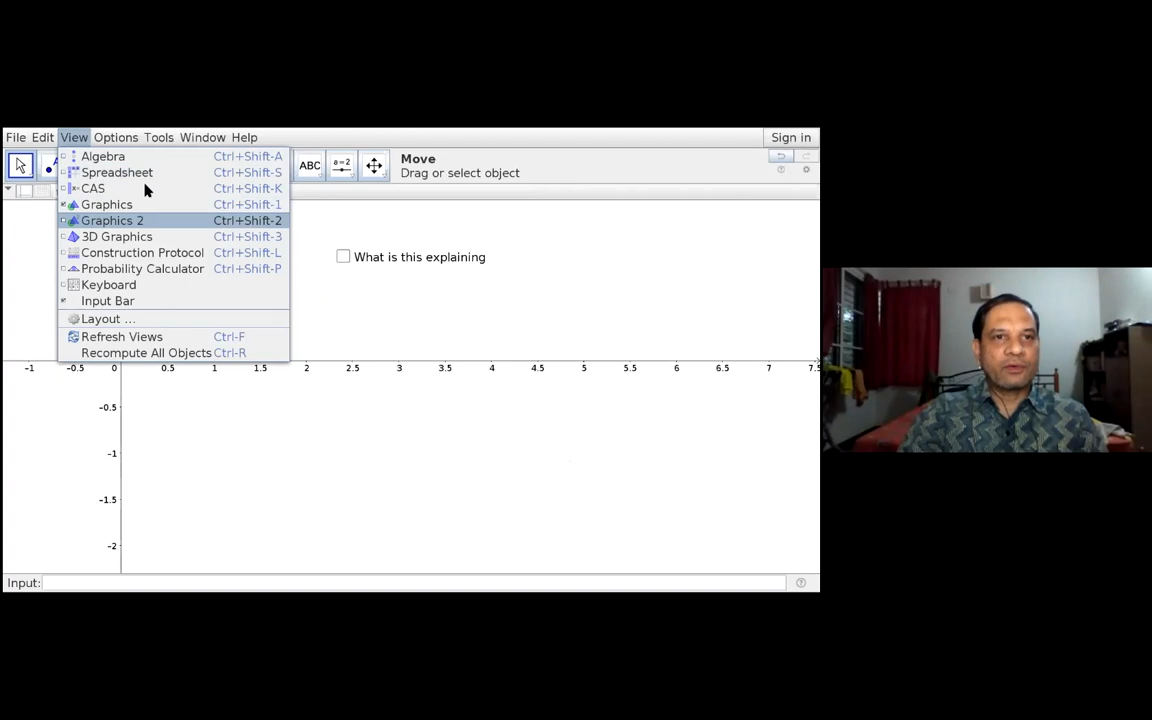 File Edit View Options Tools Window Help Sign in
ABC a=2 Move
Drag or select object
Algebra Ctrl+Shift-A
Spreadsheet Ctrl+Shift-S
CAS Ctrl+Shift-K
Graphics Ctrl+Shift-1
Graphics 2 Ctrl+Shift-2
3D Graphics Ctrl+Shift-3
Construction Protocol Ctrl+Shift-L
Probability Calculator Ctrl+Shift-P
Keyboard
Input Bar
Layout ...
Refresh Views Ctrl-F
Recompute All Objects Ctrl-R
What is this explaining
-1 -0.5 0 0.5 1 1.5 2 2.5 3 3.5 4 4.5 5 5.5 6 6.5 7 7.5
-0.5
-1
-1.5
-2
Input: